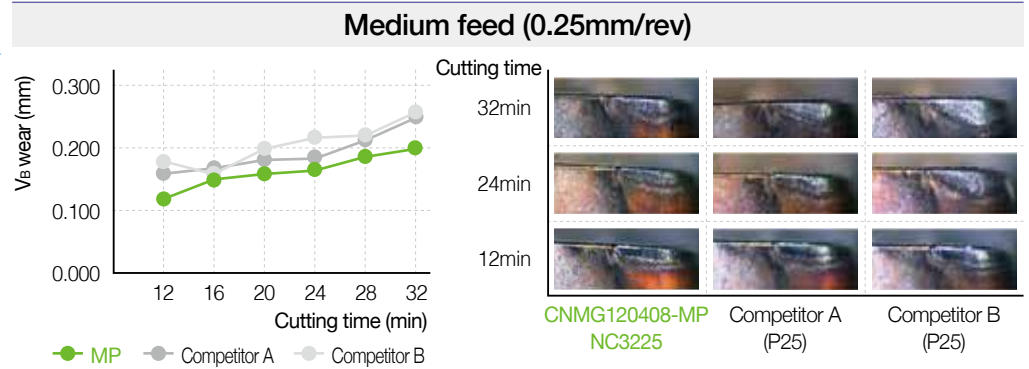 Medium feed (0.25mm/rev)
VB wear (mm)
0.300
0.200
0.100
0.000
12 16 20 24 28 32
Cutting time (min)
MP Competitor A Competitor B
Cutting time
32min
24min
12min
CNMG120408-MP
NC3225
Competitor A
(P25)
Competitor B
(P25)